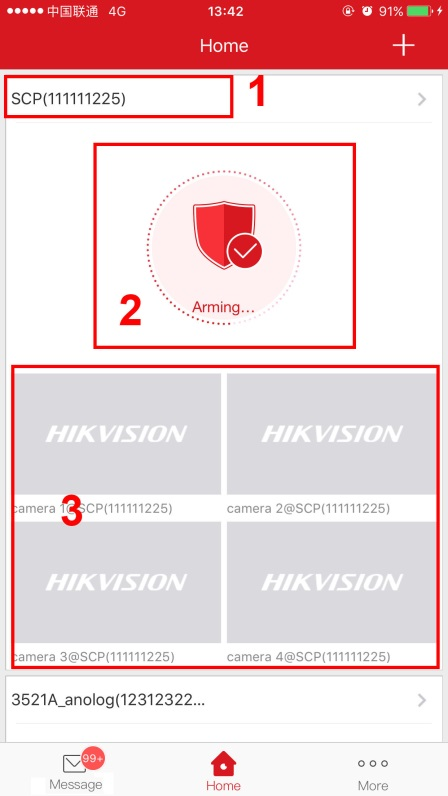 中国联通 4G 13:42 91%
Home
SCP(111111225)
1
2
Arming...
HIKVISION HIKVISION
camera 1@SCP(111111225) camera 2@SCP(111111225)
3
HIKVISION HIKVISION
camera 3@SCP(111111225) camera 4@SCP(111111225)
3521A_anolog(12312322...
99+
Message Home More